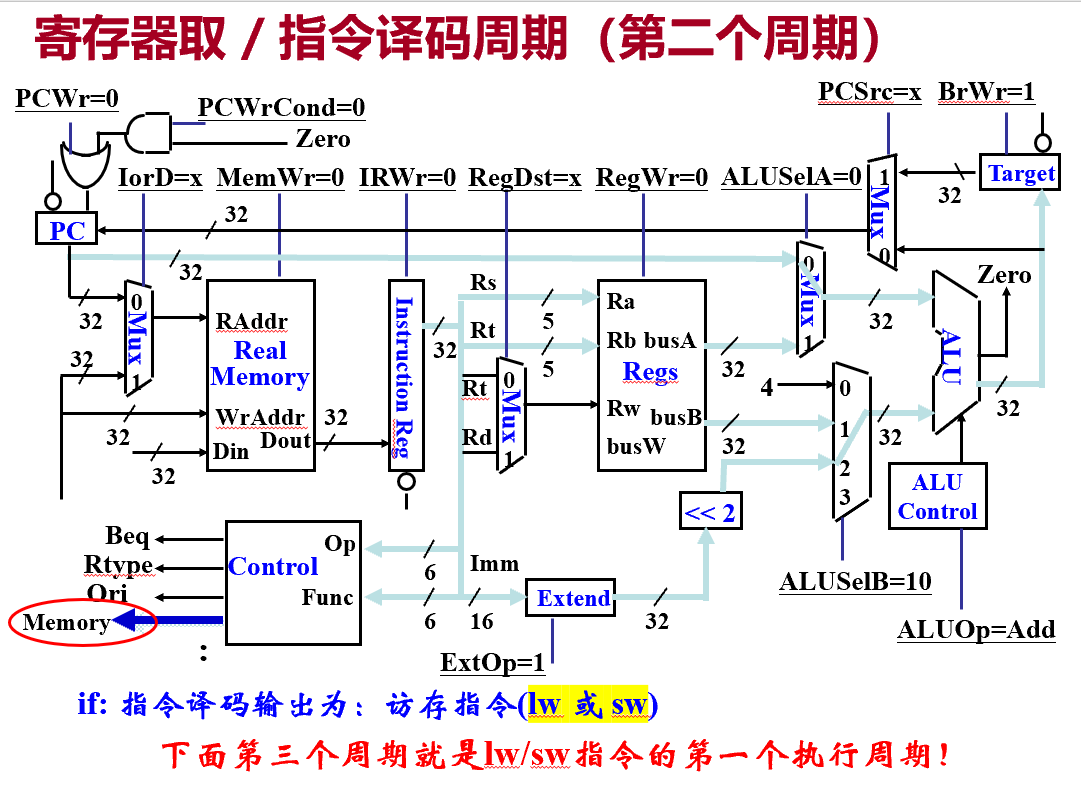 寄存器取 / 指令译码周期（第二个周期）
PCWr=0
PCWrCond=0
Zero
PCSrc=x
BrWr=1
IorD=x
MemWr=0
IRWr=0
RegDst=x
RegWr=0
ALUSelA=0
PC
32
32
1
Mux
0
32
Target
32
0
Mux
1
32
32
32
RAddr
Real
Memory
WrAddr
Din
Dout
32
Instruction Reg
32
Rs
5
Rt
5
Rt
0
Mux
1
Rd
Ra
Rb
busA
Regs
Rw
busB
busW
32
32
0
Mux
1
32
4
0
1
2
3
32
ALU
Zero
32
<< 2
ALU
Control
Beq
Rtype
Ori
Memory
:
Control
Op
Func
6
6
Imm
16
Extend
32
ExtOp=1
ALUSelB=10
ALUOp=Add
if: 指令译码输出为：访存指令(lw 或 sw)
下面第三个周期就是lw/sw指令的第一个执行周期！